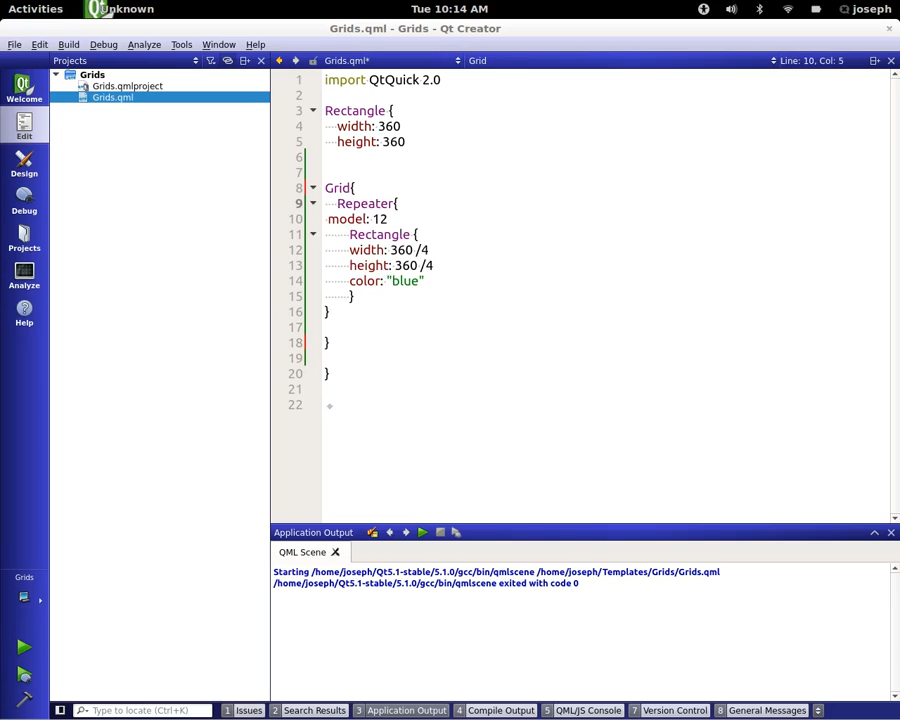 Activities Unknown Tue 10:14 AM joseph
Grids.qml - Grids - Qt Creator
File Edit Build Debug Analyze Tools Window Help
Projects Grids.qml* Grid Line: 10, Col: 5
Welcome
Edit
Design
Debug
Projects
Analyze
Help
Grids
Grids
Grids.qmlproject
Grids.qml
1 import QtQuick 2.0
2
3 Rectangle {
4 width: 360
5 height: 360
6
7
8 Grid{
9 Repeater{
10 model: 12
11 Rectangle {
12 width: 360 /4
13 height: 360 /4
14 color: "blue"
15 }
16 }
17
18 }
19
20 }
21
22
Application Output
QML Scene
Starting /home/joseph/Qt5.1-stable/5.1.0/gcc/bin/qmlscene /home/joseph/Templates/Grids/Grids.qml
/home/joseph/Qt5.1-stable/5.1.0/gcc/bin/qmlscene exited with code 0
Type to locate (Ctrl+K) 1 Issues 2 Search Results 3 Application Output 4 Compile Output 5 QML/JS Console 7 Version Control 8 General Messages